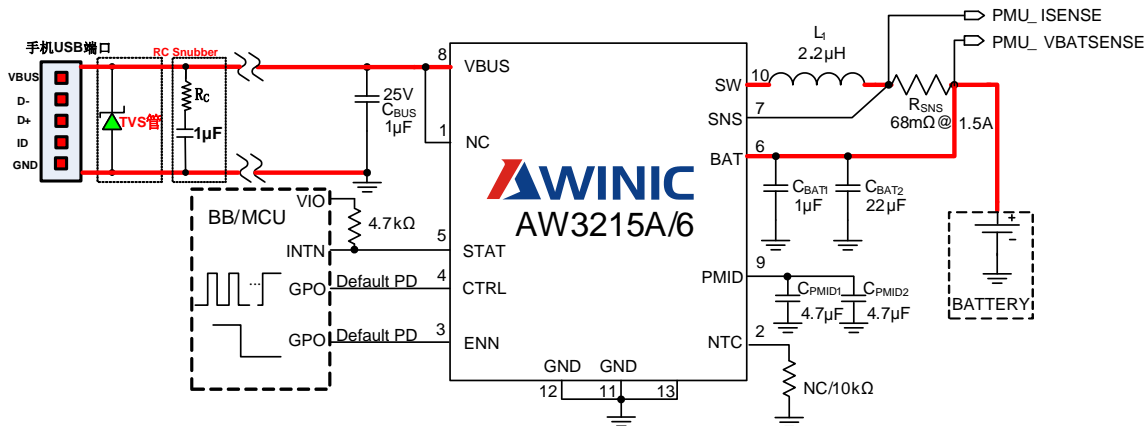 手机USB端口
VBUS
D-
D+
ID
GND
TVS管
RC Snubber
RC
1μF
25V
CBUS
1μF
8
VBUS
1
NC
BB/MCU
VIO
4.7kΩ
INTN
5
STAT
...
GPO
Default PD
4
CTRL
GPO
Default PD
3
ENN
AWINIC
AW3215A/6
GND
GND
12
11
13
SW
10
L1
2.2μH
7
SNS
RSNS
68mΩ@1.5A
PMU_ISENSE
PMU_VBATSENSE
BAT
6
CBAT1
1μF
CBAT2
22μF
+
-
BATTERY
PMID
9
CPMID1
4.7μF
CPMID2
4.7μF
NTC
2
NC/10kΩ